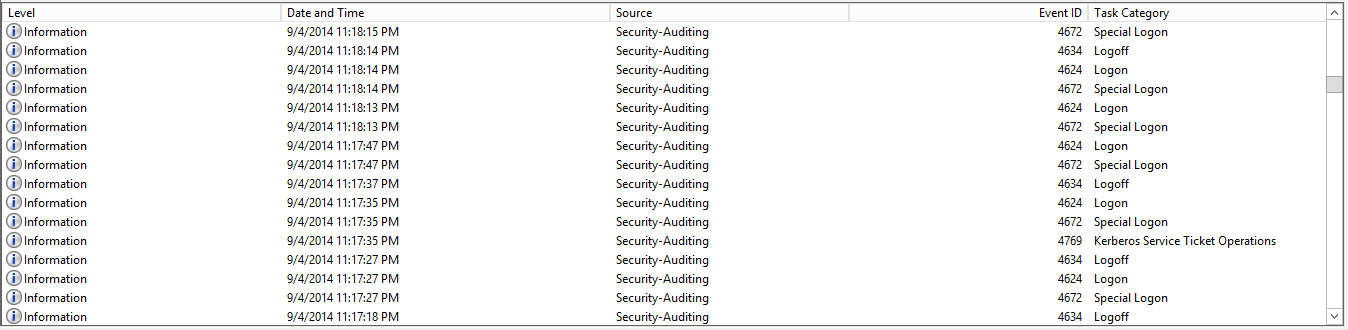 Level Date and Time Source Event ID Task Category
Information 9/4/2014 11:18:15 PM Security-Auditing 4672 Special Logon
Information 9/4/2014 11:18:14 PM Security-Auditing 4634 Logoff
Information 9/4/2014 11:18:14 PM Security-Auditing 4624 Logon
Information 9/4/2014 11:18:14 PM Security-Auditing 4672 Special Logon
Information 9/4/2014 11:18:13 PM Security-Auditing 4624 Logon
Information 9/4/2014 11:18:13 PM Security-Auditing 4672 Special Logon
Information 9/4/2014 11:17:47 PM Security-Auditing 4624 Logon
Information 9/4/2014 11:17:47 PM Security-Auditing 4672 Special Logon
Information 9/4/2014 11:17:37 PM Security-Auditing 4634 Logoff
Information 9/4/2014 11:17:35 PM Security-Auditing 4624 Logon
Information 9/4/2014 11:17:35 PM Security-Auditing 4672 Special Logon
Information 9/4/2014 11:17:35 PM Security-Auditing 4769 Kerberos Service Ticket Operations
Information 9/4/2014 11:17:27 PM Security-Auditing 4634 Logoff
Information 9/4/2014 11:17:27 PM Security-Auditing 4624 Logon
Information 9/4/2014 11:17:27 PM Security-Auditing 4672 Special Logon
Information 9/4/2014 11:17:18 PM Security-Auditing 4634 Logoff